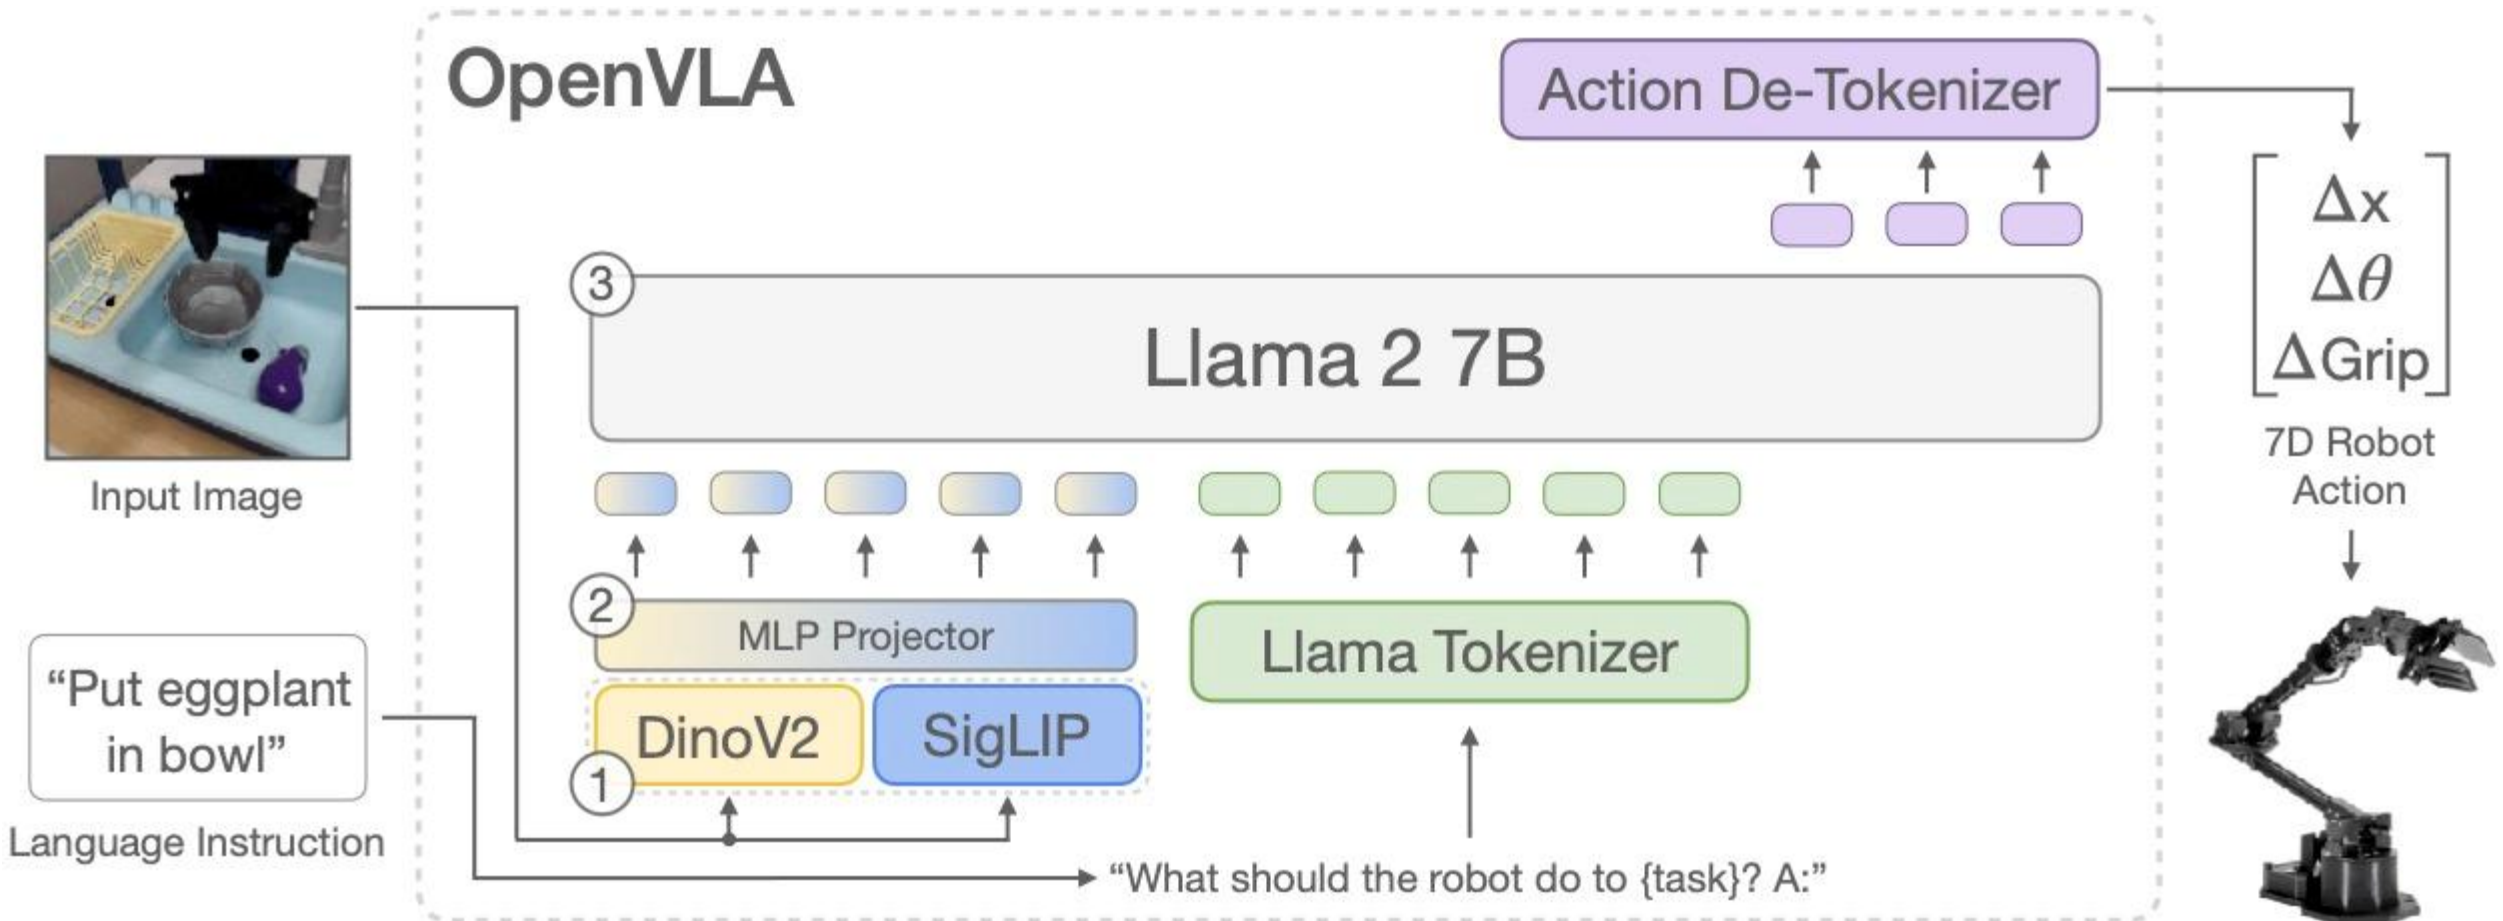 OpenVLA
Action De-Tokenizer
Δx
Δθ
ΔGrip
7D Robot
Action
3
Llama 2 7B
Input Image
2
MLP Projector
Llama Tokenizer
1
DinoV2
SigLIP
“Put eggplant
in bowl”
Language Instruction
“What should the robot do to {task}? A:”